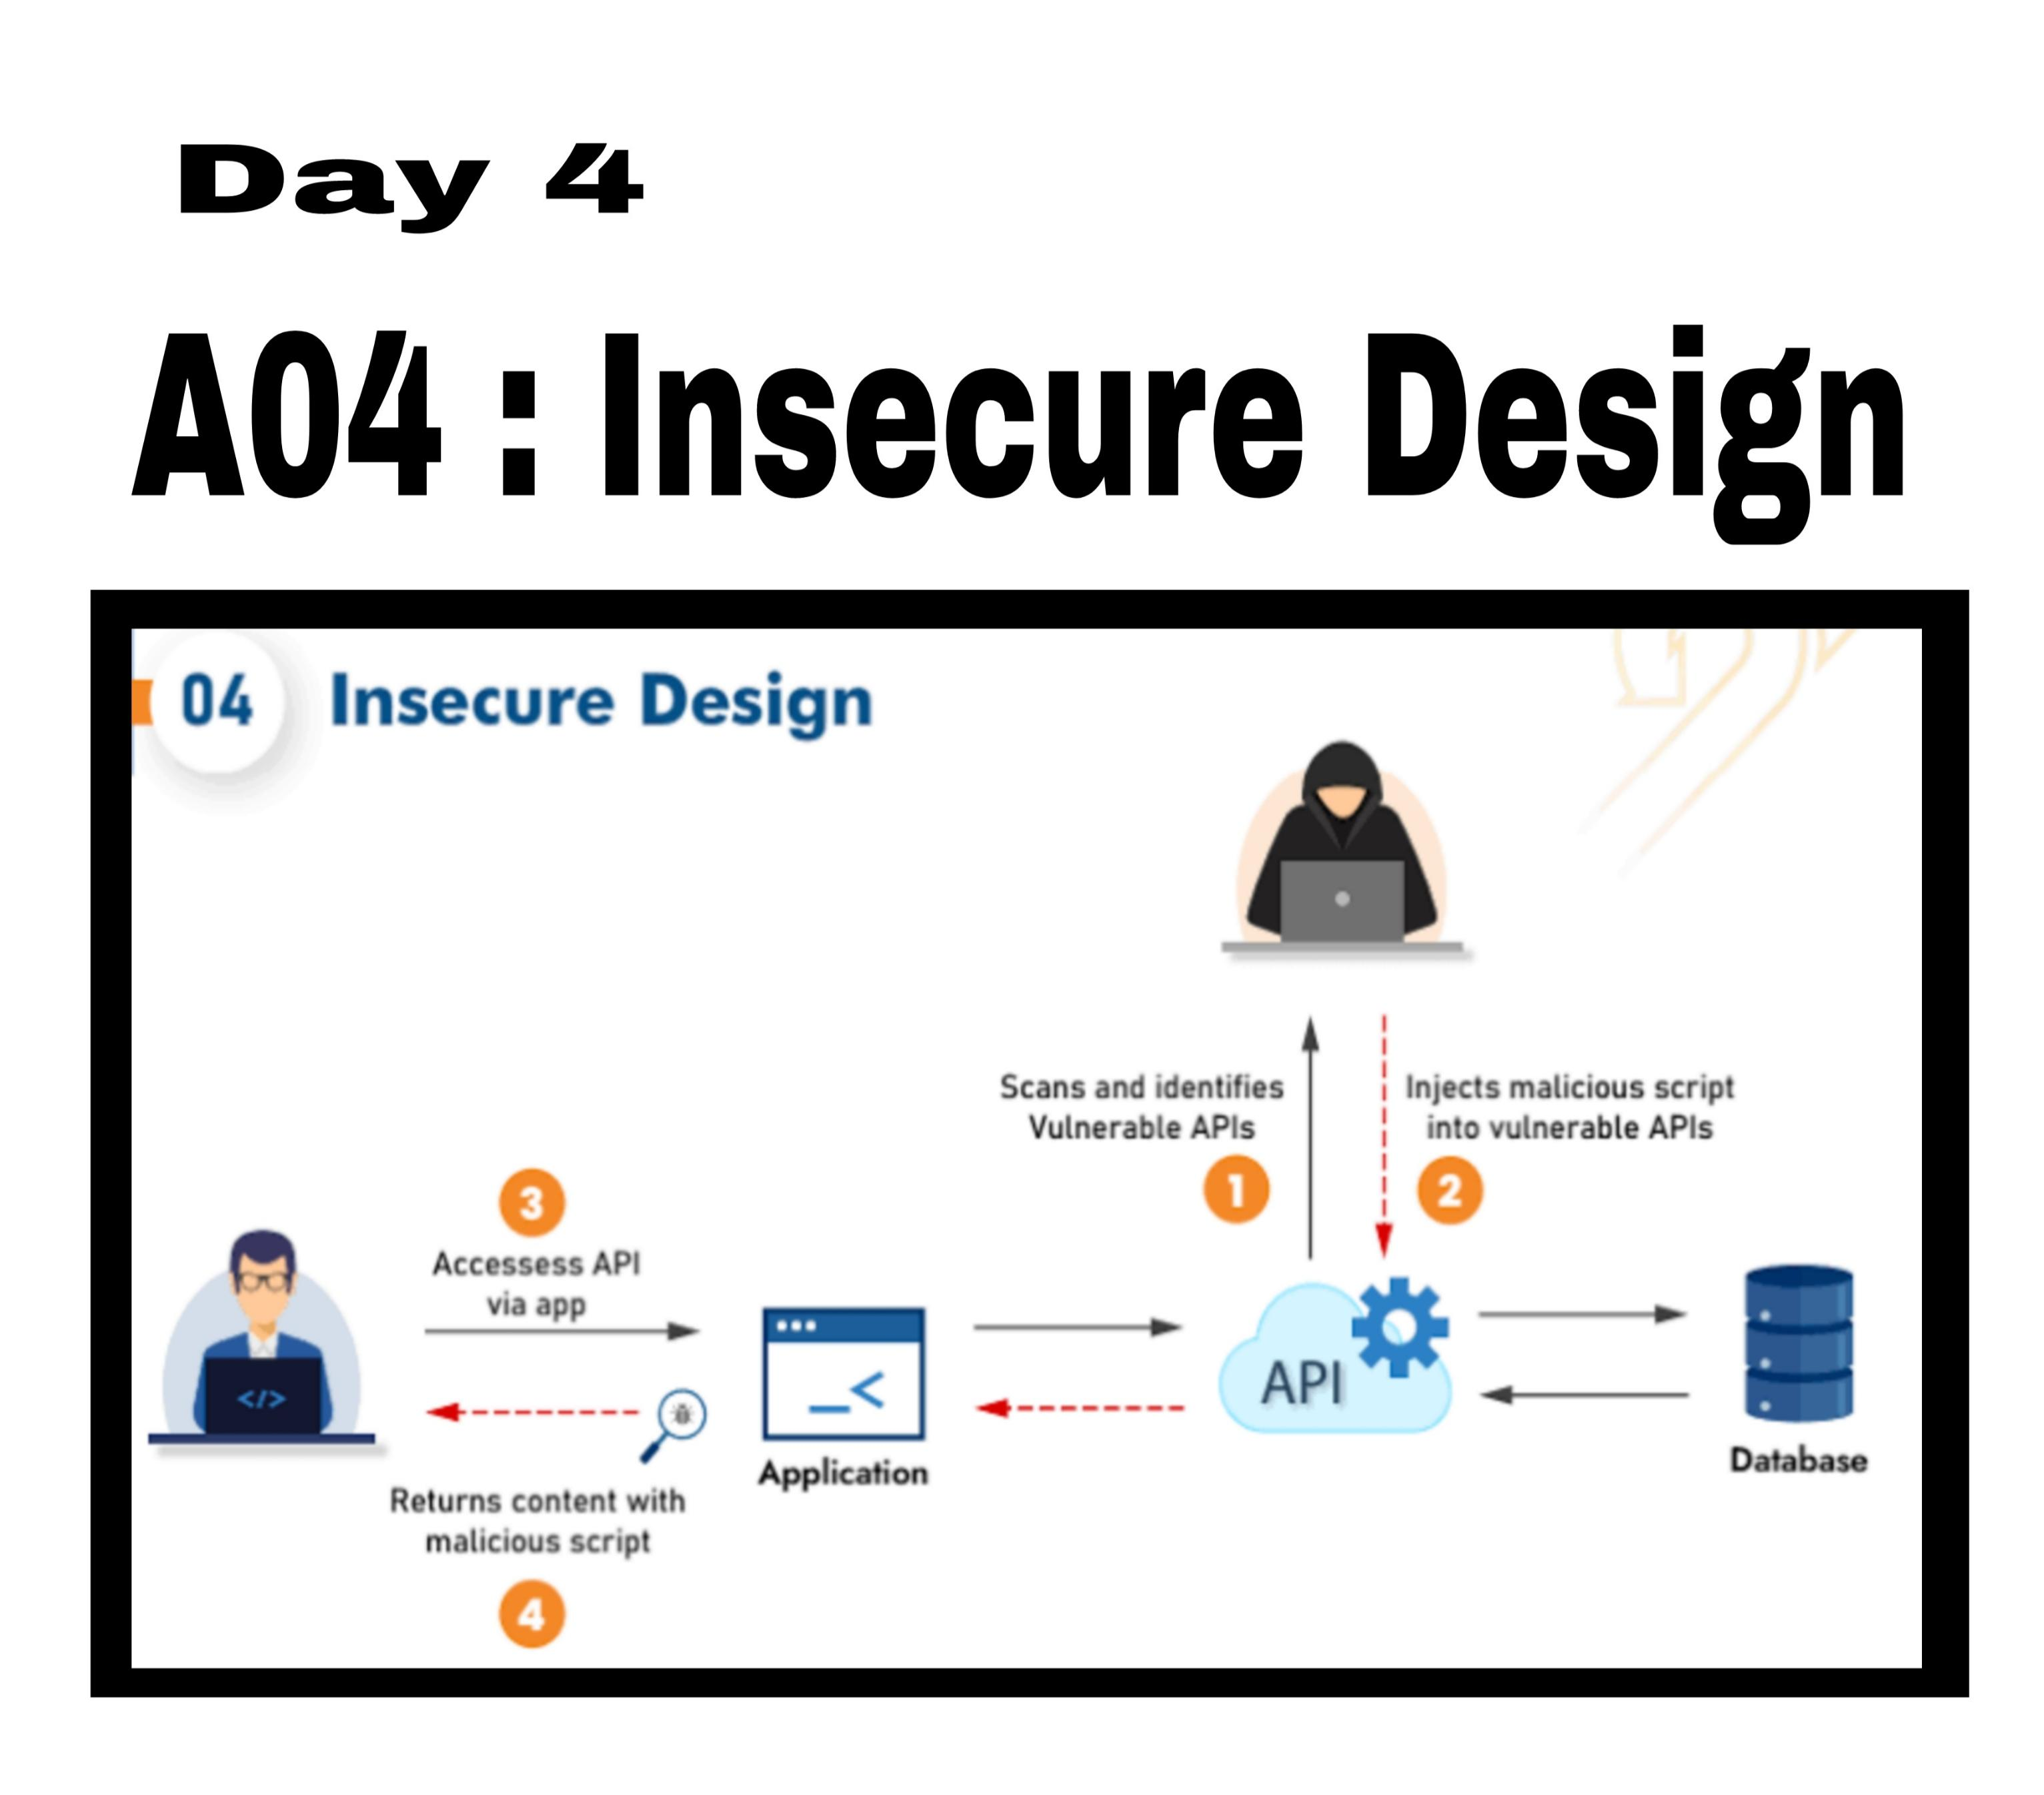 Day 4
A04 : Insecure Design
04 Insecure Design
Scans and identifies
Vulnerable APIs
1
Injects malicious script
into vulnerable APIs
2
3
Accessess API
via app
</>
_<
Application
API
Database
Returns content with
malicious script
4